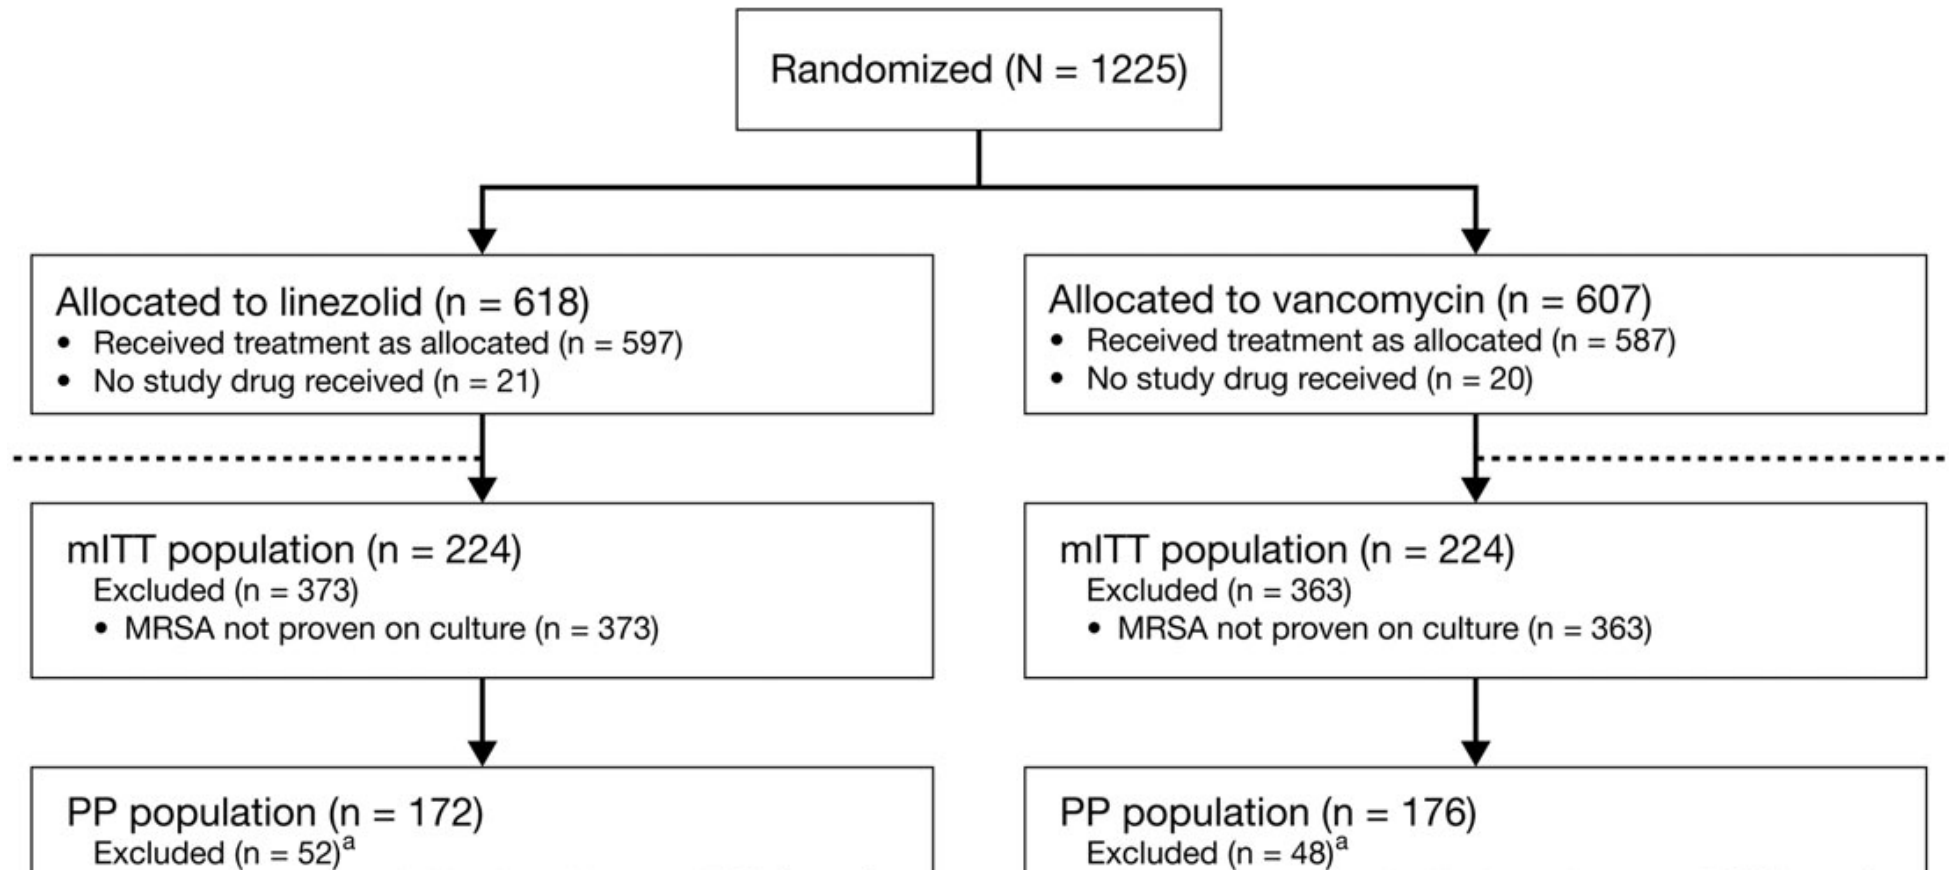 Randomized (N = 1225)
Allocated to linezolid (n = 618)
• Received treatment as allocated (n = 597)
• No study drug received (n = 21)
Allocated to vancomycin (n = 607)
• Received treatment as allocated (n = 587)
• No study drug received (n = 20)
mITT population (n = 224)
Excluded (n = 373)
• MRSA not proven on culture (n = 373)
mITT population (n = 224)
Excluded (n = 363)
• MRSA not proven on culture (n = 363)
PP population (n = 172)
Excluded (n = 52)ª
PP population (n = 176)
Excluded (n = 48)ª